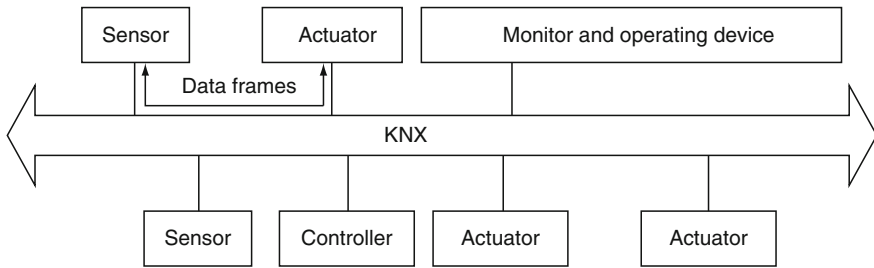 Sensor
Actuator
Monitor and operating device
Data frames
KNX
Sensor
Controller
Actuator
Actuator